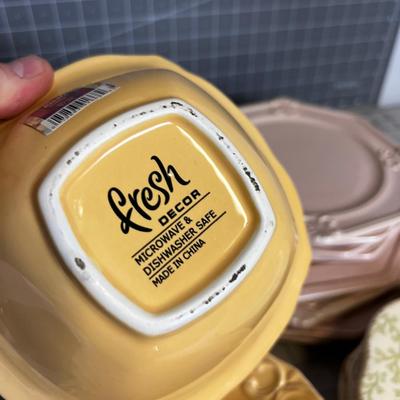 fresh
DECOR
MICROWAVE &
DISHWASHER SAFE
MADE IN CHINA